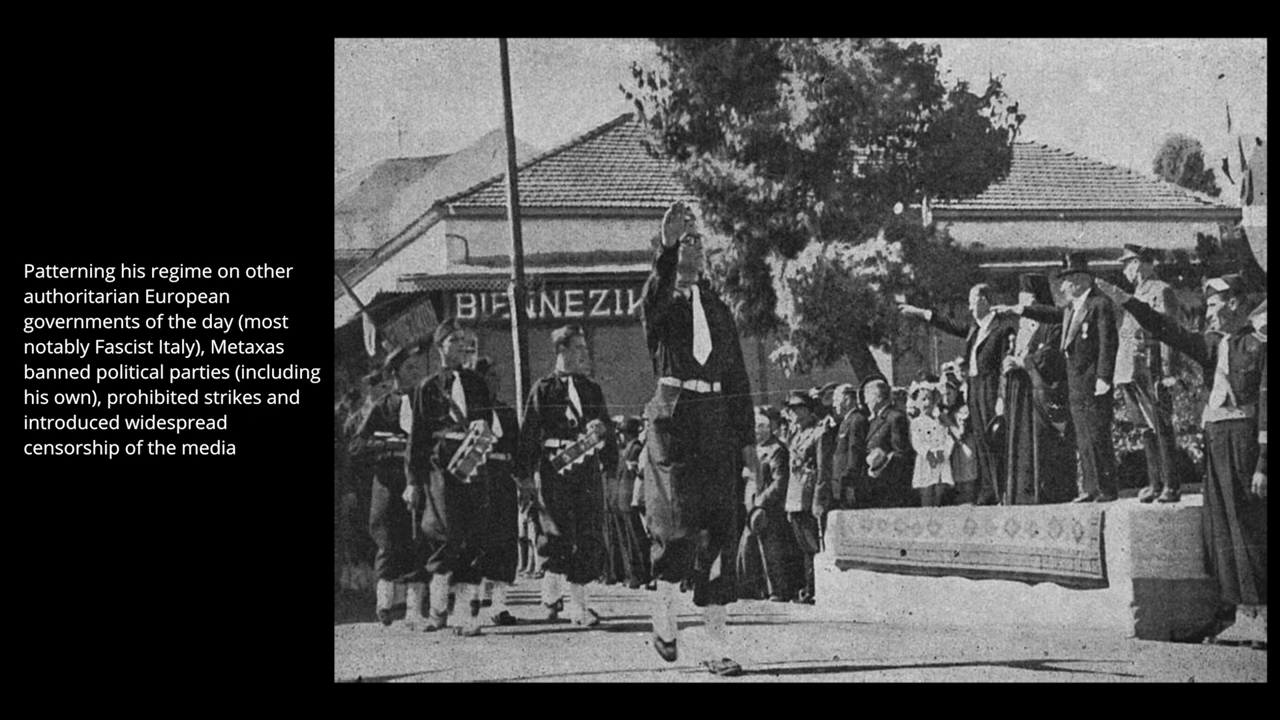 Patterning his regime on other
authoritarian European
governments of the day (most
notably Fascist Italy), Metaxas
banned political parties (including
his own), prohibited strikes and
introduced widespread
censorship of the media